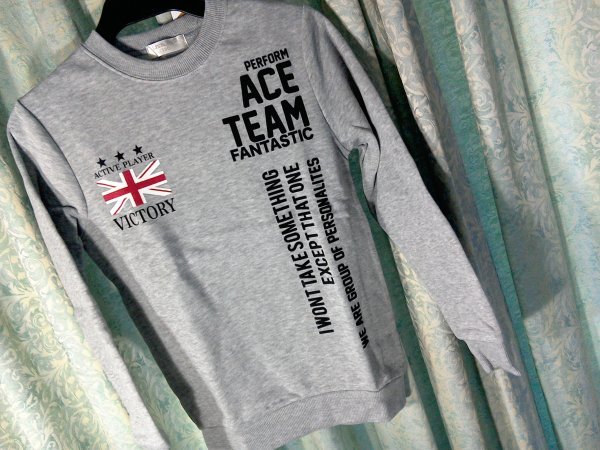 ACTIVE PLAYER
VICTORY
PERFORM
ACE
TEAM
FANTASTIC
I WONT TAKE SOMETHING
EXCEPT THAT ONE
WE ARE GROUP OF PERSONALITES